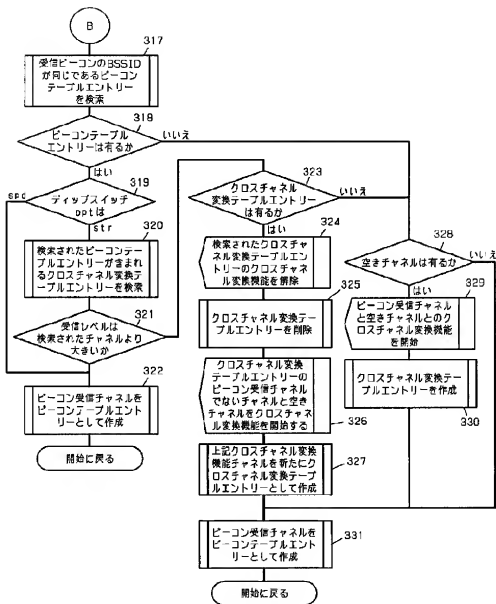 B
317
受信ビーコンのBSSID
が同じであるビーコン
テーブルエントリー
を検索
318
ビーコンテーブル
エントリーは有るか
いいえ
はい
319
spd
ディップスイッチ
optは
str
320
検索されたビーコンテー
ブルエントリーが含まれ
るクロスチャネル変換テー
ブルエントリーを検索
321
受信レベルは
検索されたチャネルより
大きいか
322
ビーコン受信チャネルを
ビーコンテーブルエント
リーとして作成
開始に戻る
323
クロスチャネル
変換テーブルエントリー
は有るか
いいえ
はい
324
検索されたクロスチャ
ネル変換テーブルエン
トリーのクロスチャネ
ル変換機能を解除
325
クロスチャネル変換テー
ブルエントリーを削除
クロスチャネル変換
テーブルエントリーの
ビーコン受信チャネル
でないチャネルと空きチ
ャネルをクロスチャネ
ル変換機能を開始する
326
327
上記クロスチャネル変換
機能チャネルを新たにク
ロスチャネル変換テーブ
ルエントリーとして作成
328
空きチャネルは有るか
いいえ
はい
329
ビーコン受信チャネル
と空きチャネルとのク
ロスチャネル変換機能
を開始
クロスチャネル変換テー
ブルエントリーを作成
330
331
ビーコン受信チャネルを
ビーコンテーブルエント
リーとして作成
開始に戻る